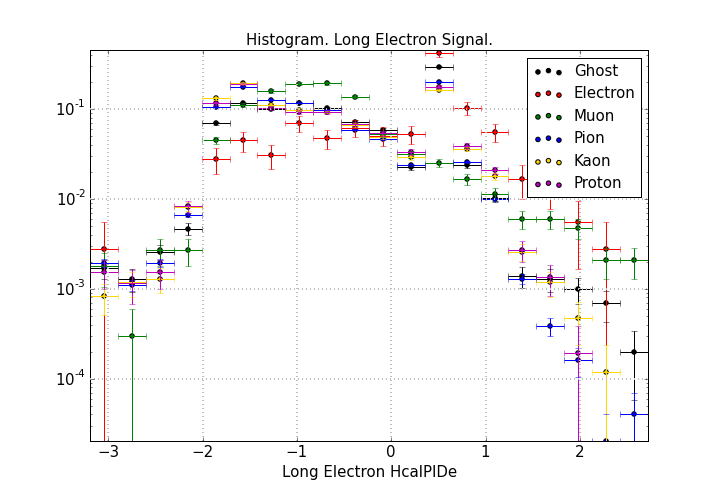 Histogram. Long Electron Signal.
Ghost
Electron
Muon
Pion
Kaon
Proton
10^-1
10^-2
10^-3
10^-4
−3 −2 −1 0 1 2
Long Electron HcalPIDe